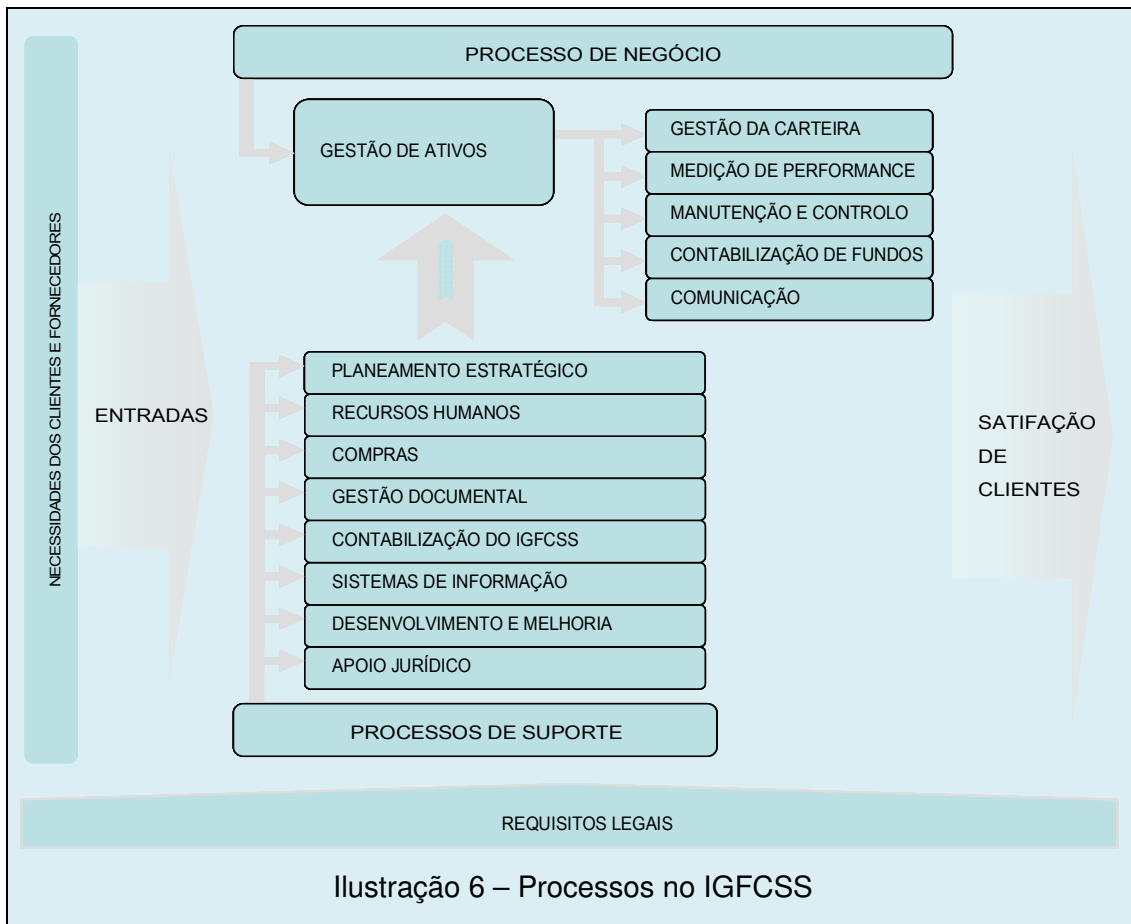 PROCESSO DE NEGÓCIO
GESTÃO DE ATIVOS
GESTÃO DA CARTEIRA
MEDIÇÃO DE PERFORMANCE
MANUTENÇÃO E CONTROLO
CONTABILIZAÇÃO DE FUNDOS
COMUNICAÇÃO
NECESSIDADES DOS CLIENTES E FORNECEDORES
ENTRADAS
PLANEAMENTO ESTRATÉGICO
RECURSOS HUMANOS
COMPRAS
GESTÃO DOCUMENTAL
CONTABILIZAÇÃO DO IGFCSS
SISTEMAS DE INFORMAÇÃO
DESENVOLVIMENTO E MELHORIA
APOIO JURÍDICO
PROCESSOS DE SUPORTE
SATIFAÇÃO
DE
CLIENTES
REQUISITOS LEGAIS
Ilustração 6 – Processos no IGFCSS